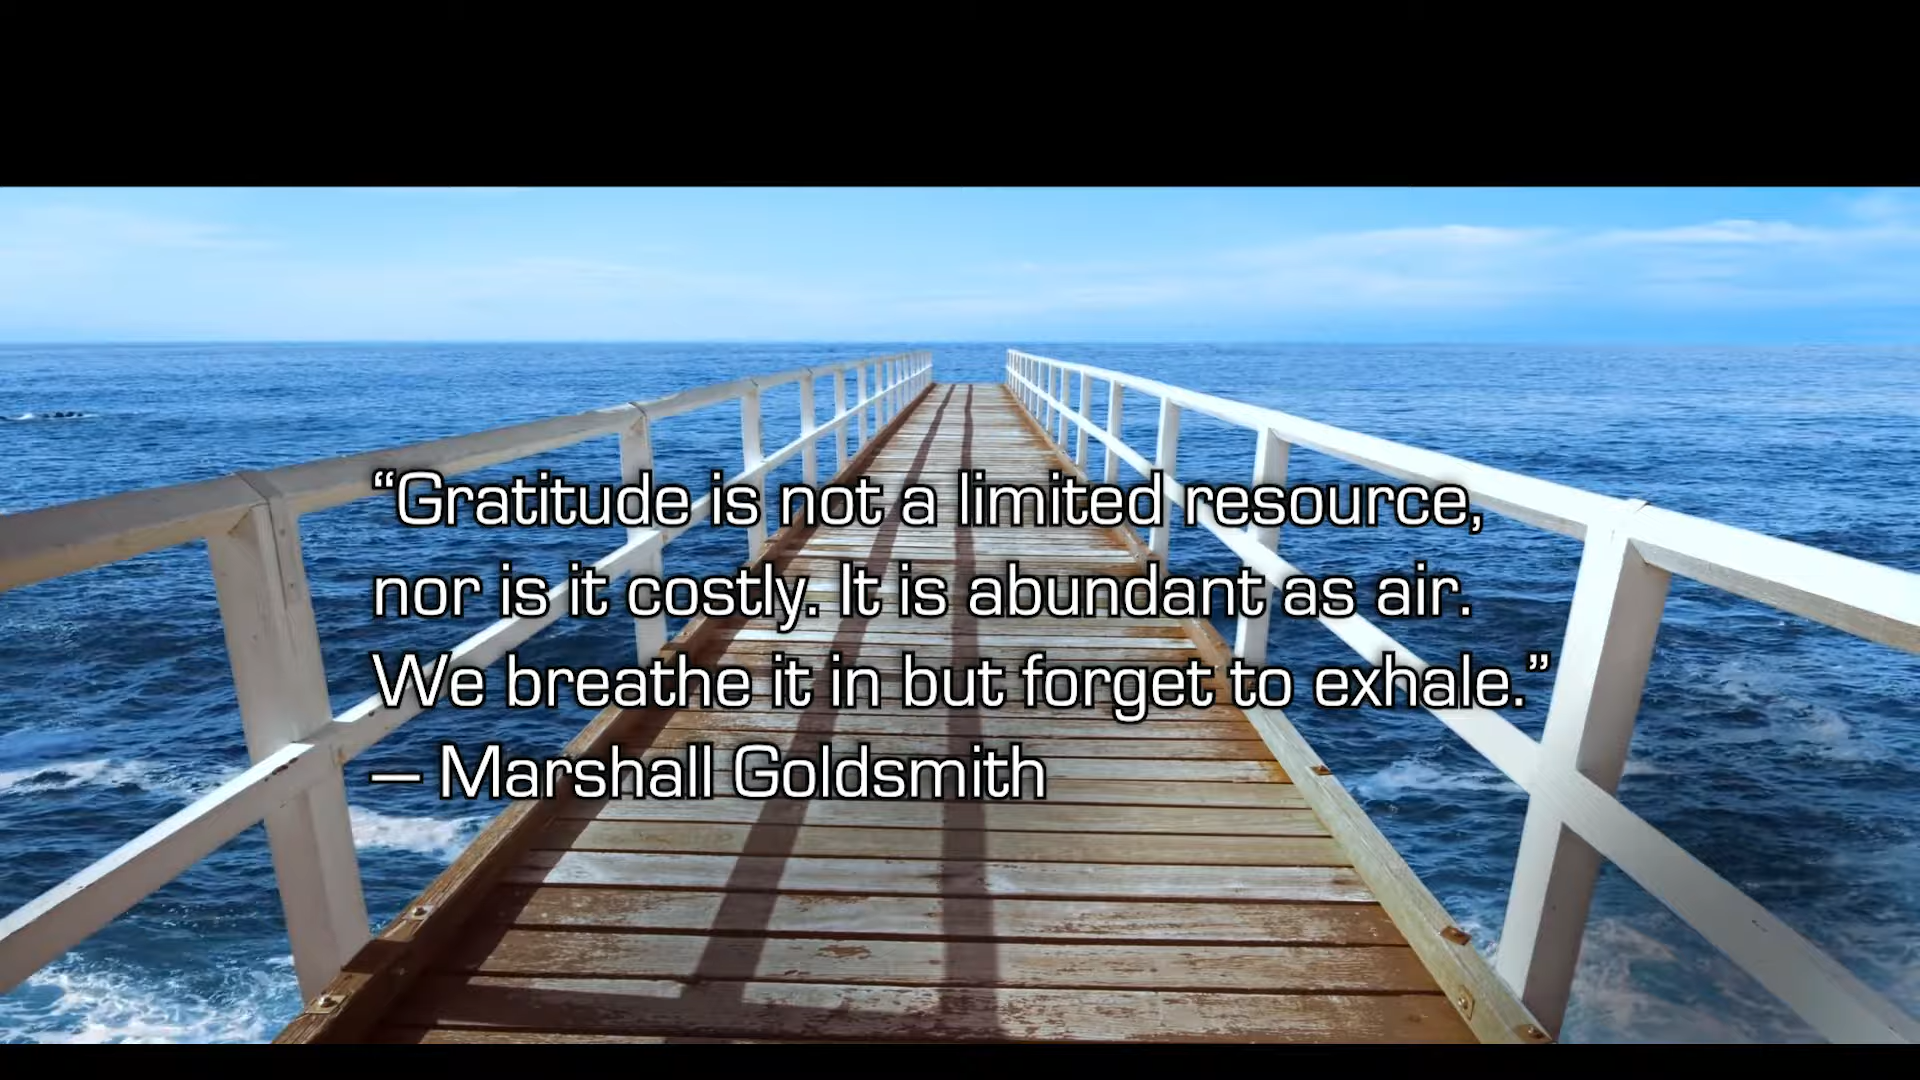 “Gratitude is not a limited resource,
nor is it costly. It is abundant as air.
We breathe it in but forget to exhale.”
— Marshall Goldsmith